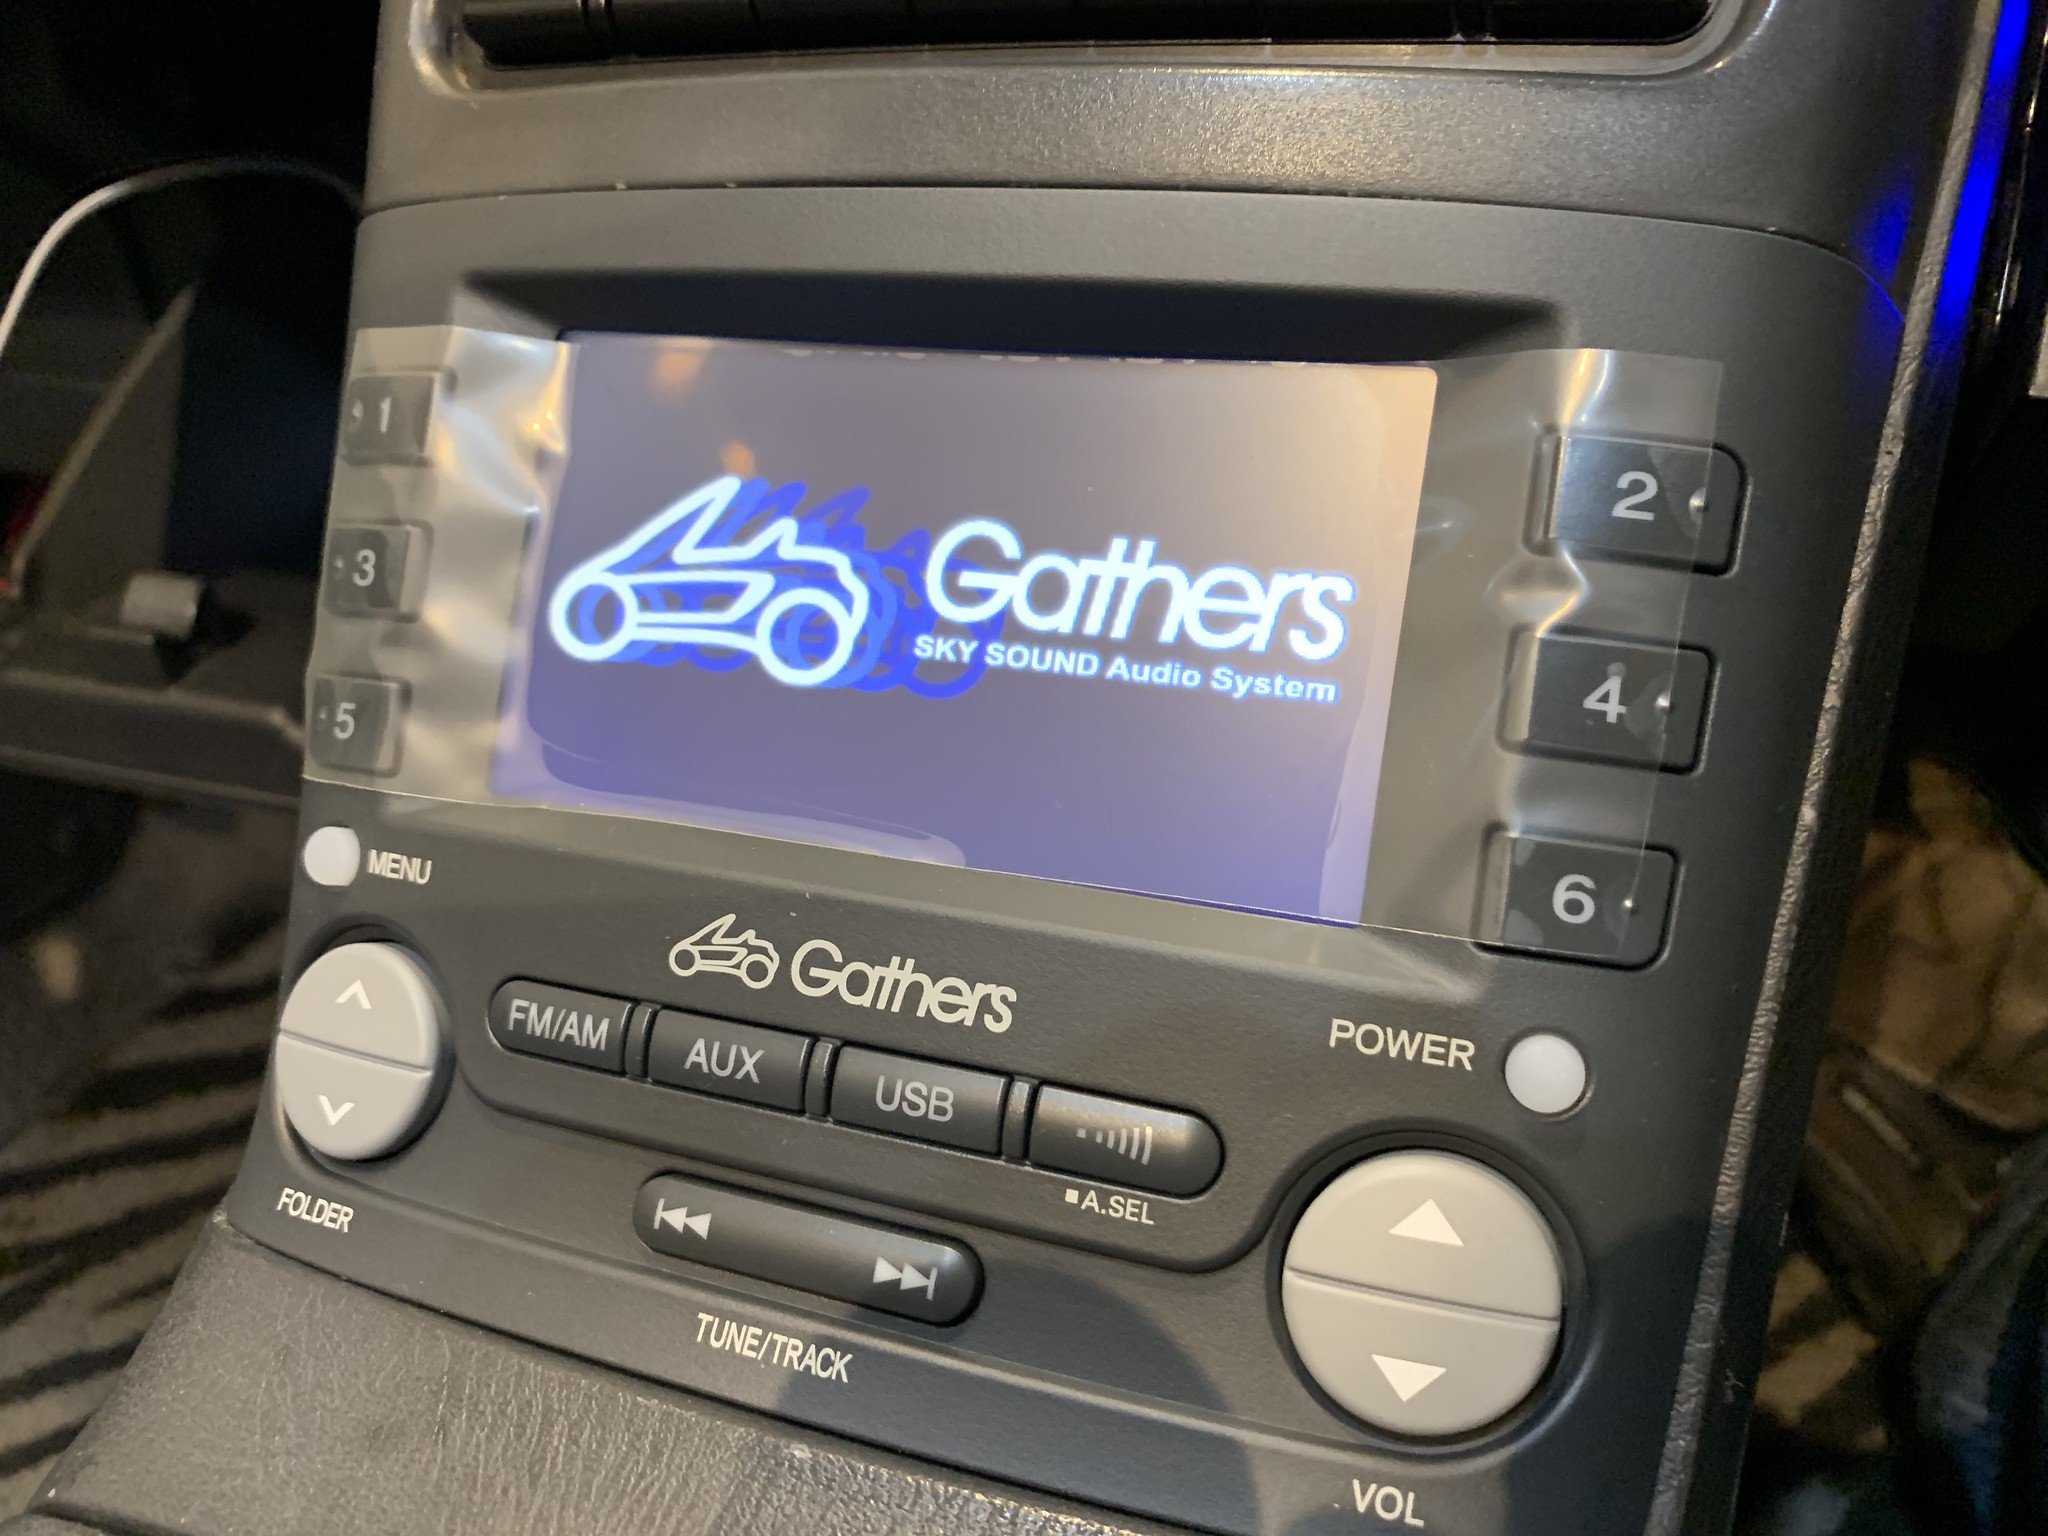 1
2
3
4
5
6
Gathers
SKY SOUND Audio System
MENU
Gathers
FM/AM
AUX
USB
A.SEL
POWER
FOLDER
TUNE/TRACK
VOL